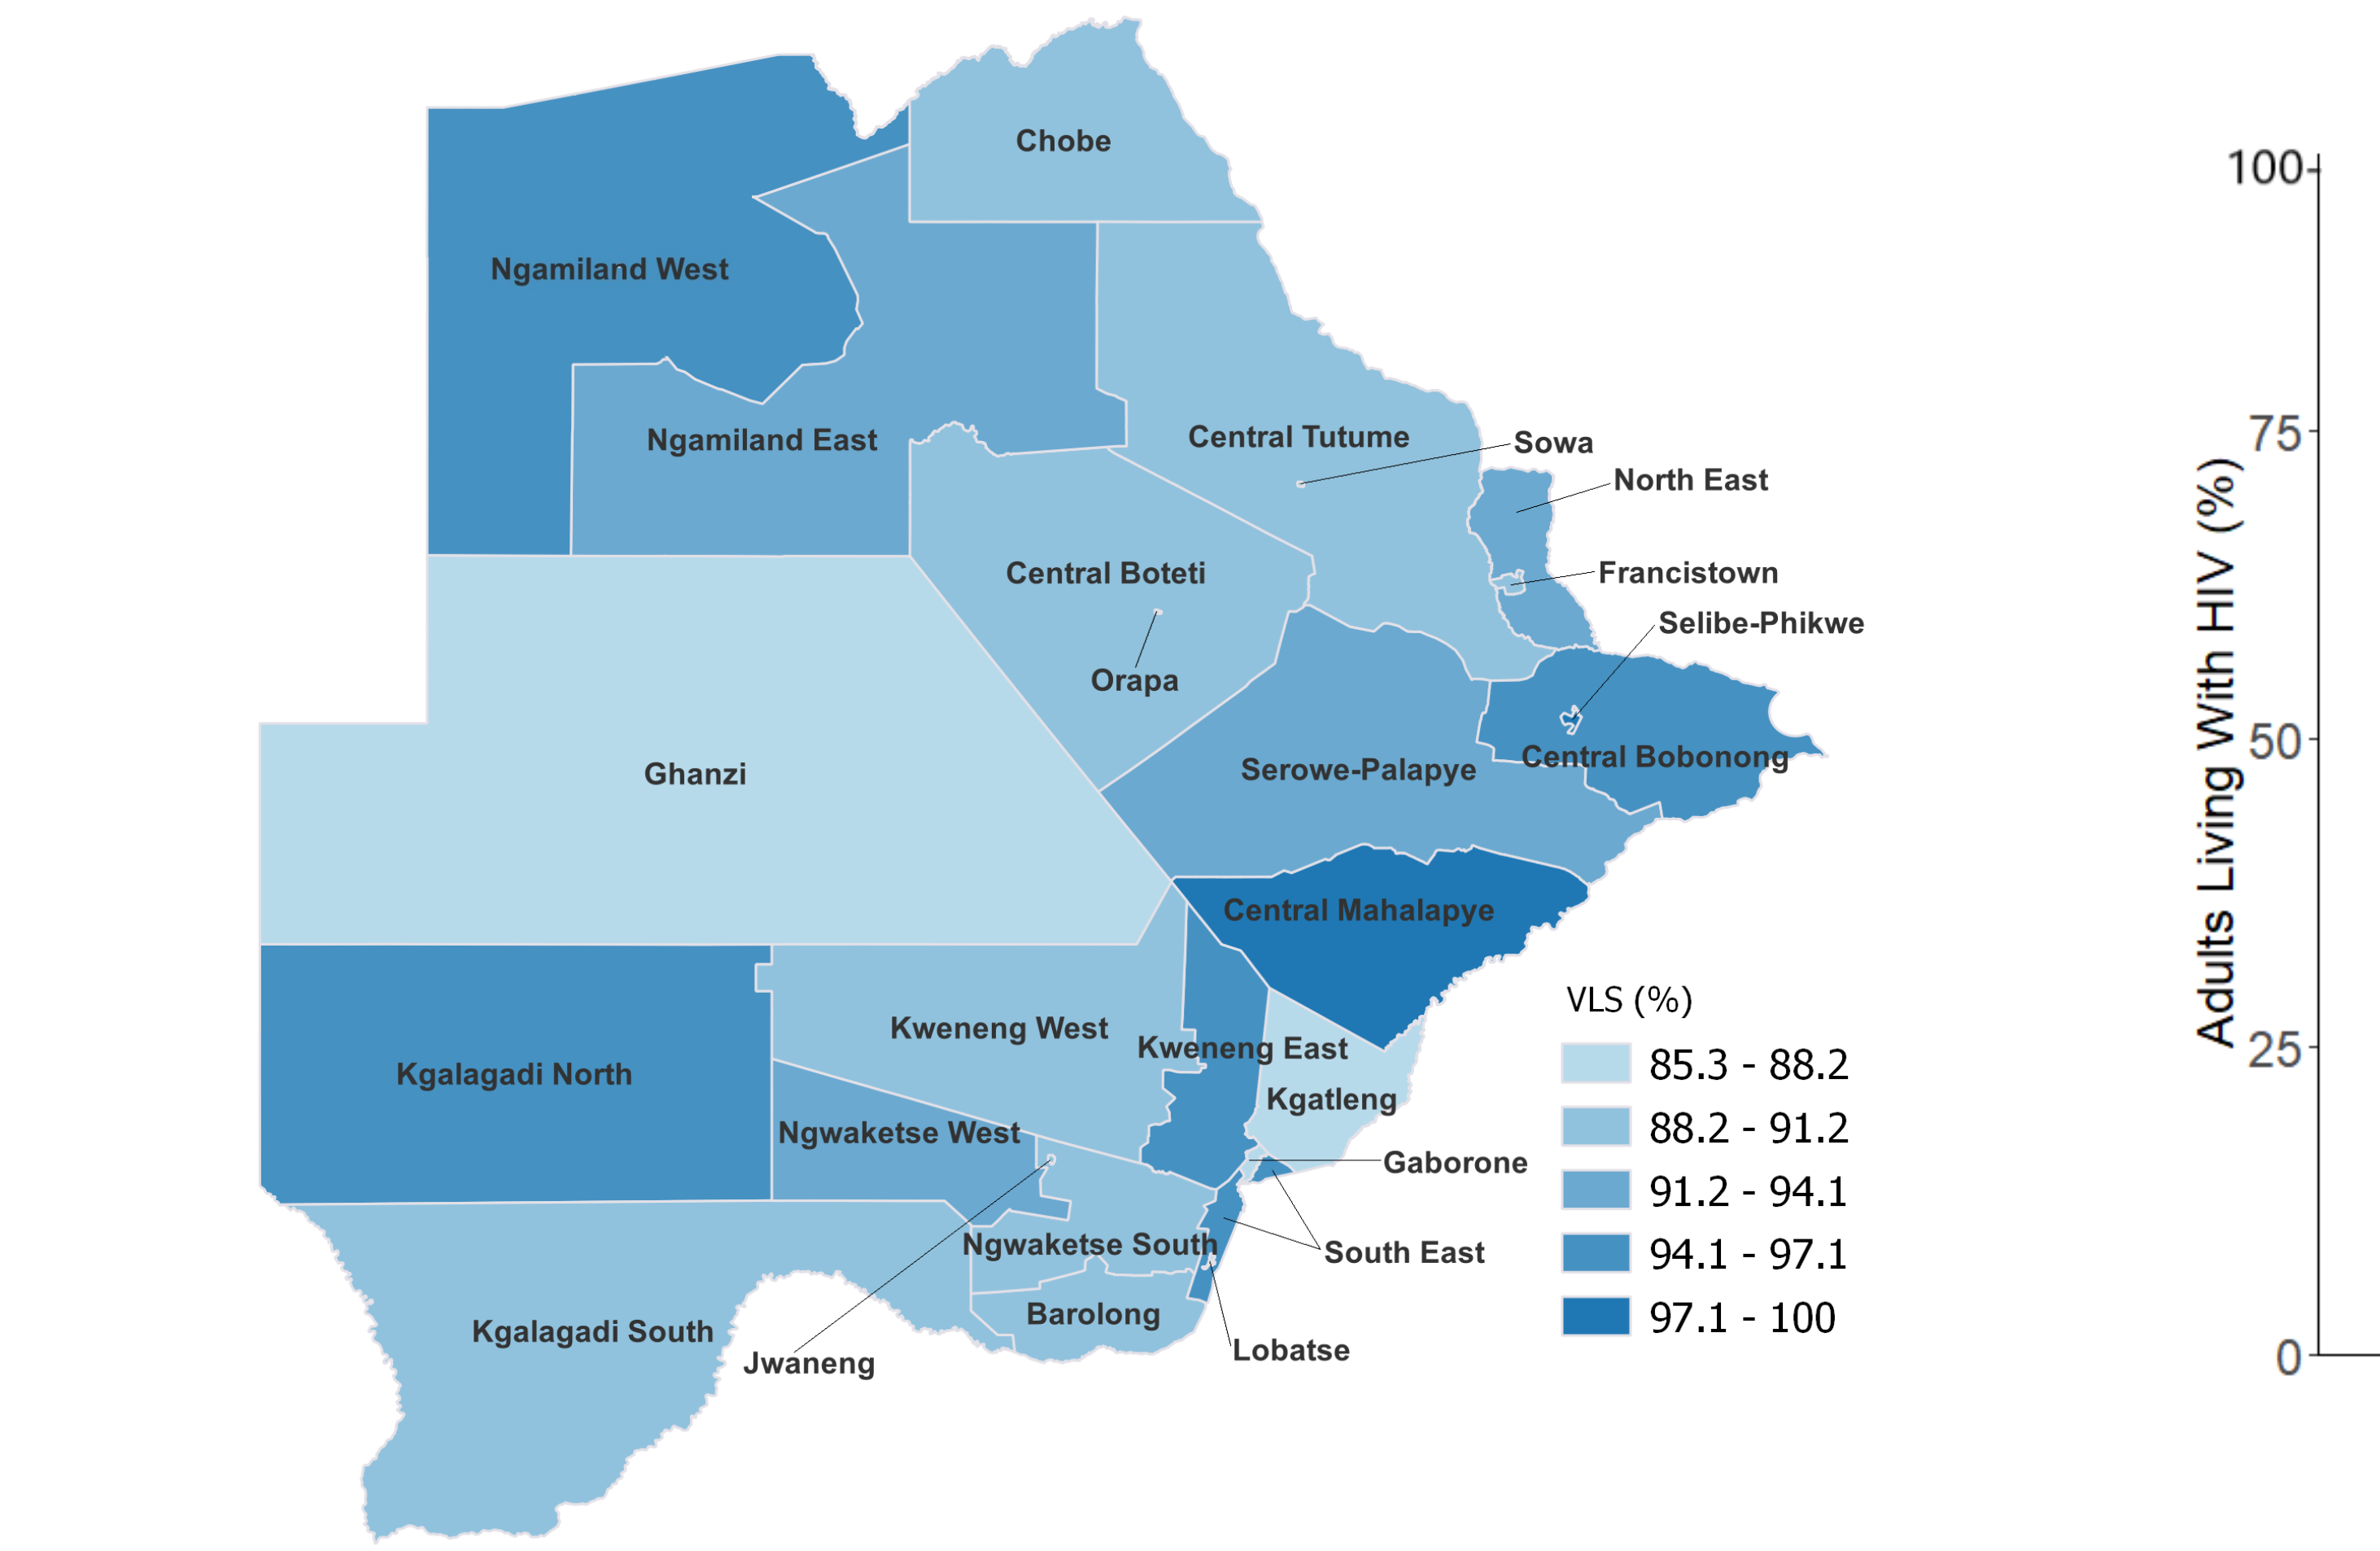 Chobe
Ngamiland West
Ngamiland East
Central Tutume
Sowa
North East
Central Boteti
Francistown
Selibe-Phikwe
Orapa
Ghanzi
Serowe-Palapye
Central Bobonong
Central Mahalapye
Kweneng West
Kweneng East
Kgalagadi North
Kgatleng
Ngwaketse West
Gaborone
Ngwaketse South
South East
Barolong
Kgalagadi South
Jwaneng
Lobatse
VLS (%)
85.3 - 88.2
88.2 - 91.2
91.2 - 94.1
94.1 - 97.1
97.1 - 100
Adults Living With HIV (%)
100
75
50
25
0